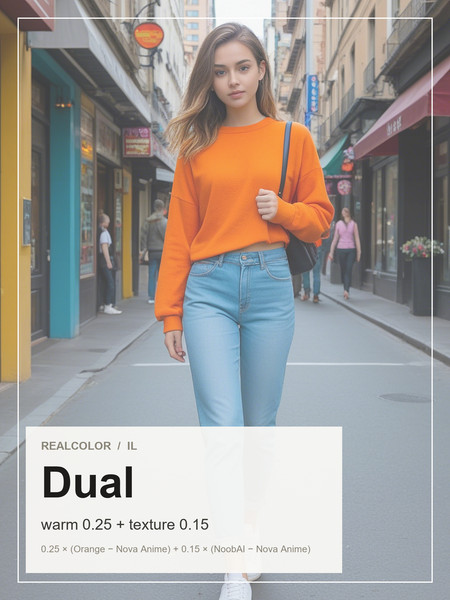 REALCOLOR / IL
Dual
warm 0.25 + texture 0.15
0.25 × (Orange − Nova Anime) + 0.15 × (NoobAI − Nova Anime)